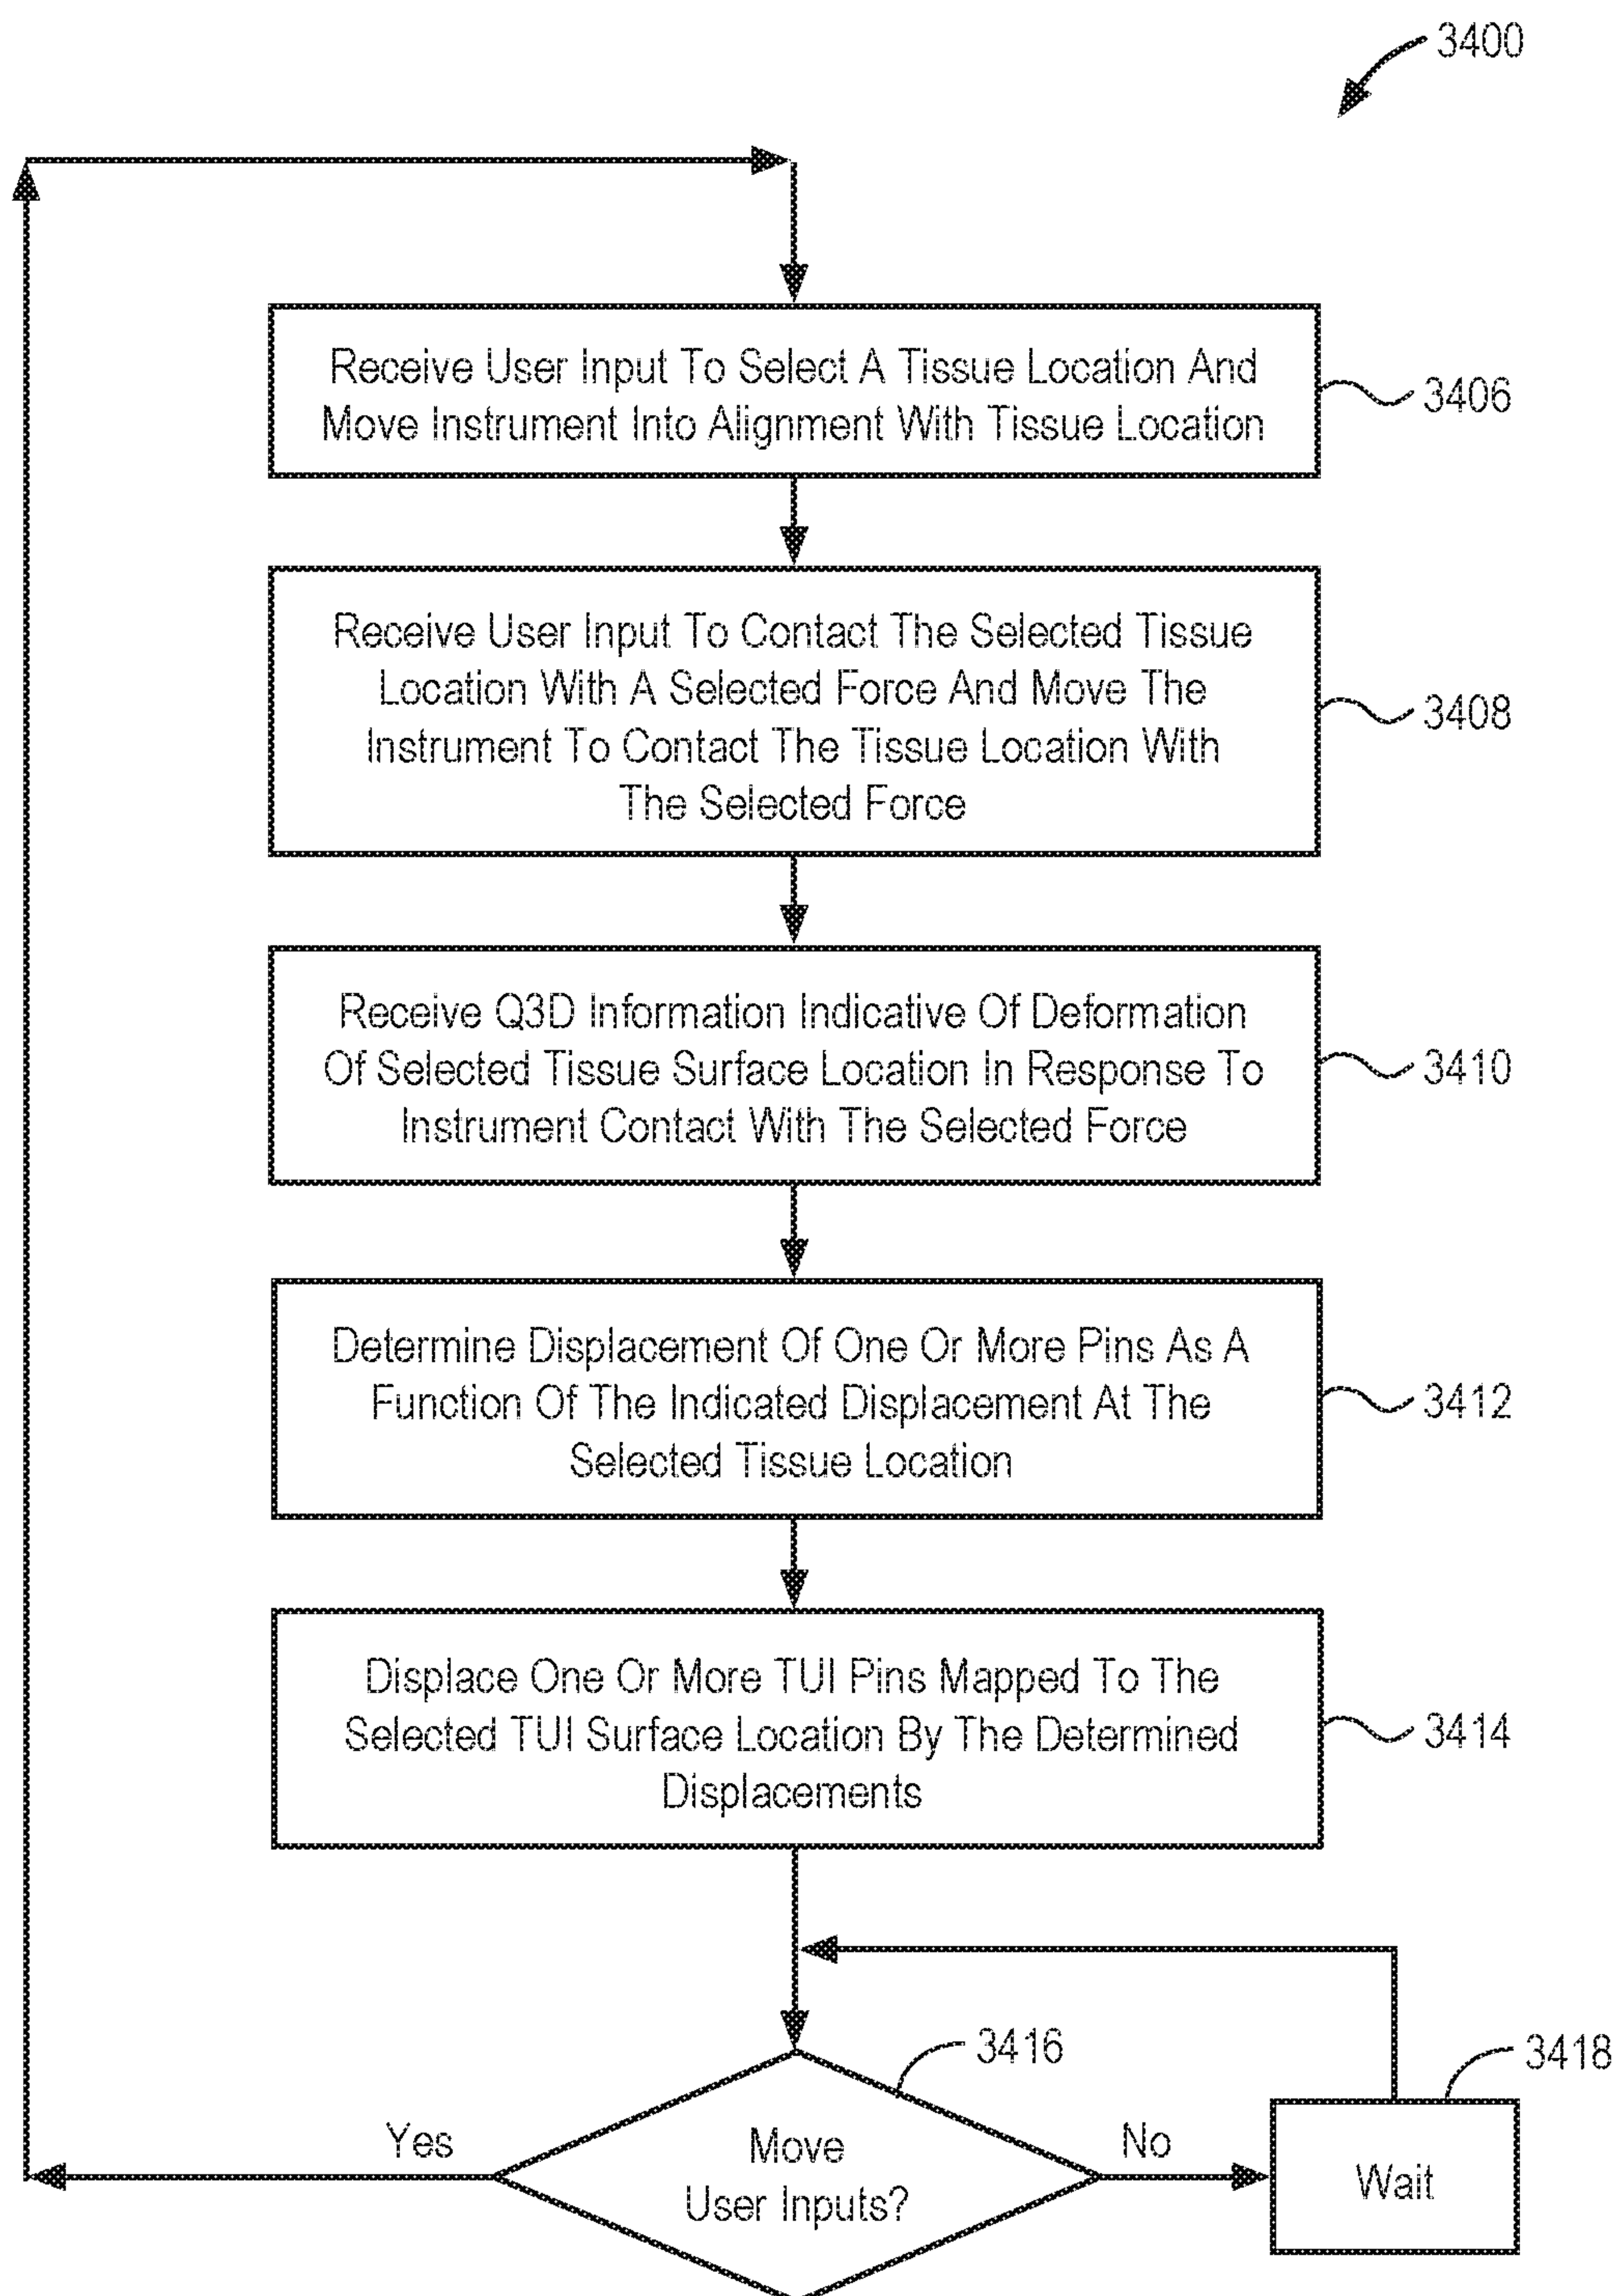 3400
Receive User Input To Select A Tissue Location And
Move Instrument Into Alignment With Tissue Location
3406
Receive User Input To Contact The Selected Tissue
Location With A Selected Force And Move The
Instrument To Contact The Tissue Location With
The Selected Force
3408
Receive Q3D Information Indicative Of Deformation
Of Selected Tissue Surface Location In Response To
Instrument Contact With The Selected Force
3410
Determine Displacement Of One Or More Pins As A
Function Of The Indicated Displacement At The
Selected Tissue Location
3412
Displace One Or More TUI Pins Mapped To The
Selected TUI Surface Location By The Determined
Displacements
3414
3416
3418
Yes
Move
User Inputs?
No
Wait